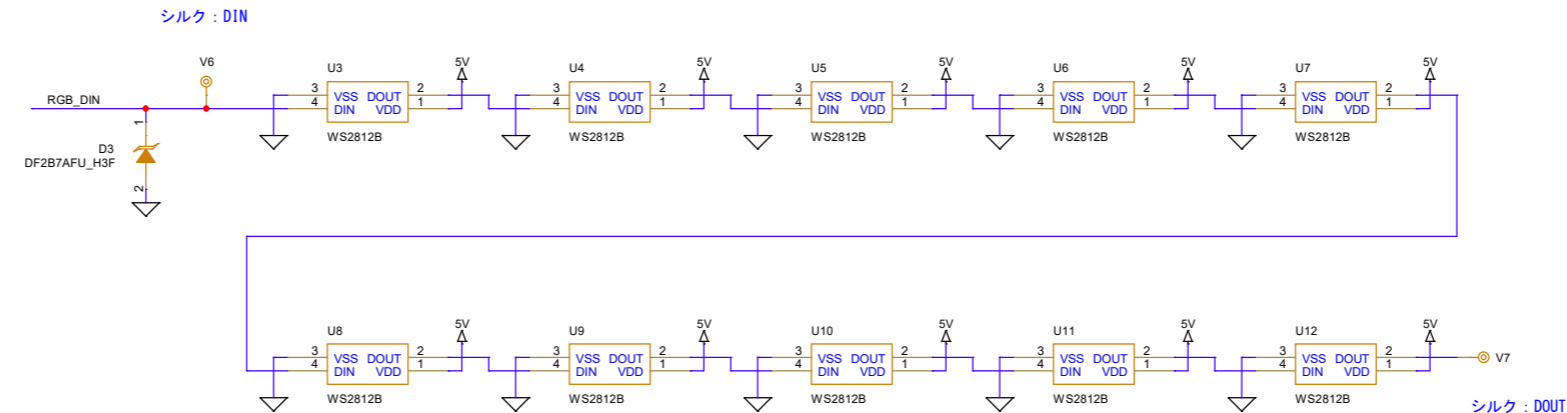 シルク：DIN
V6
RGB_DIN
1
D3
DF2B7AFU_H3F
2
U3
5V
3 VSS DOUT 2
4 DIN VDD 1
WS2812B
U4
5V
3 VSS DOUT 2
4 DIN VDD 1
WS2812B
U5
5V
3 VSS DOUT 2
4 DIN VDD 1
WS2812B
U6
5V
3 VSS DOUT 2
4 DIN VDD 1
WS2812B
U7
5V
3 VSS DOUT 2
4 DIN VDD 1
WS2812B
U8
5V
3 VSS DOUT 2
4 DIN VDD 1
WS2812B
U9
5V
3 VSS DOUT 2
4 DIN VDD 1
WS2812B
U10
5V
3 VSS DOUT 2
4 DIN VDD 1
WS2812B
U11
5V
3 VSS DOUT 2
4 DIN VDD 1
WS2812B
U12
5V
3 VSS DOUT 2
4 DIN VDD 1
WS2812B
V7
シルク：DOUT